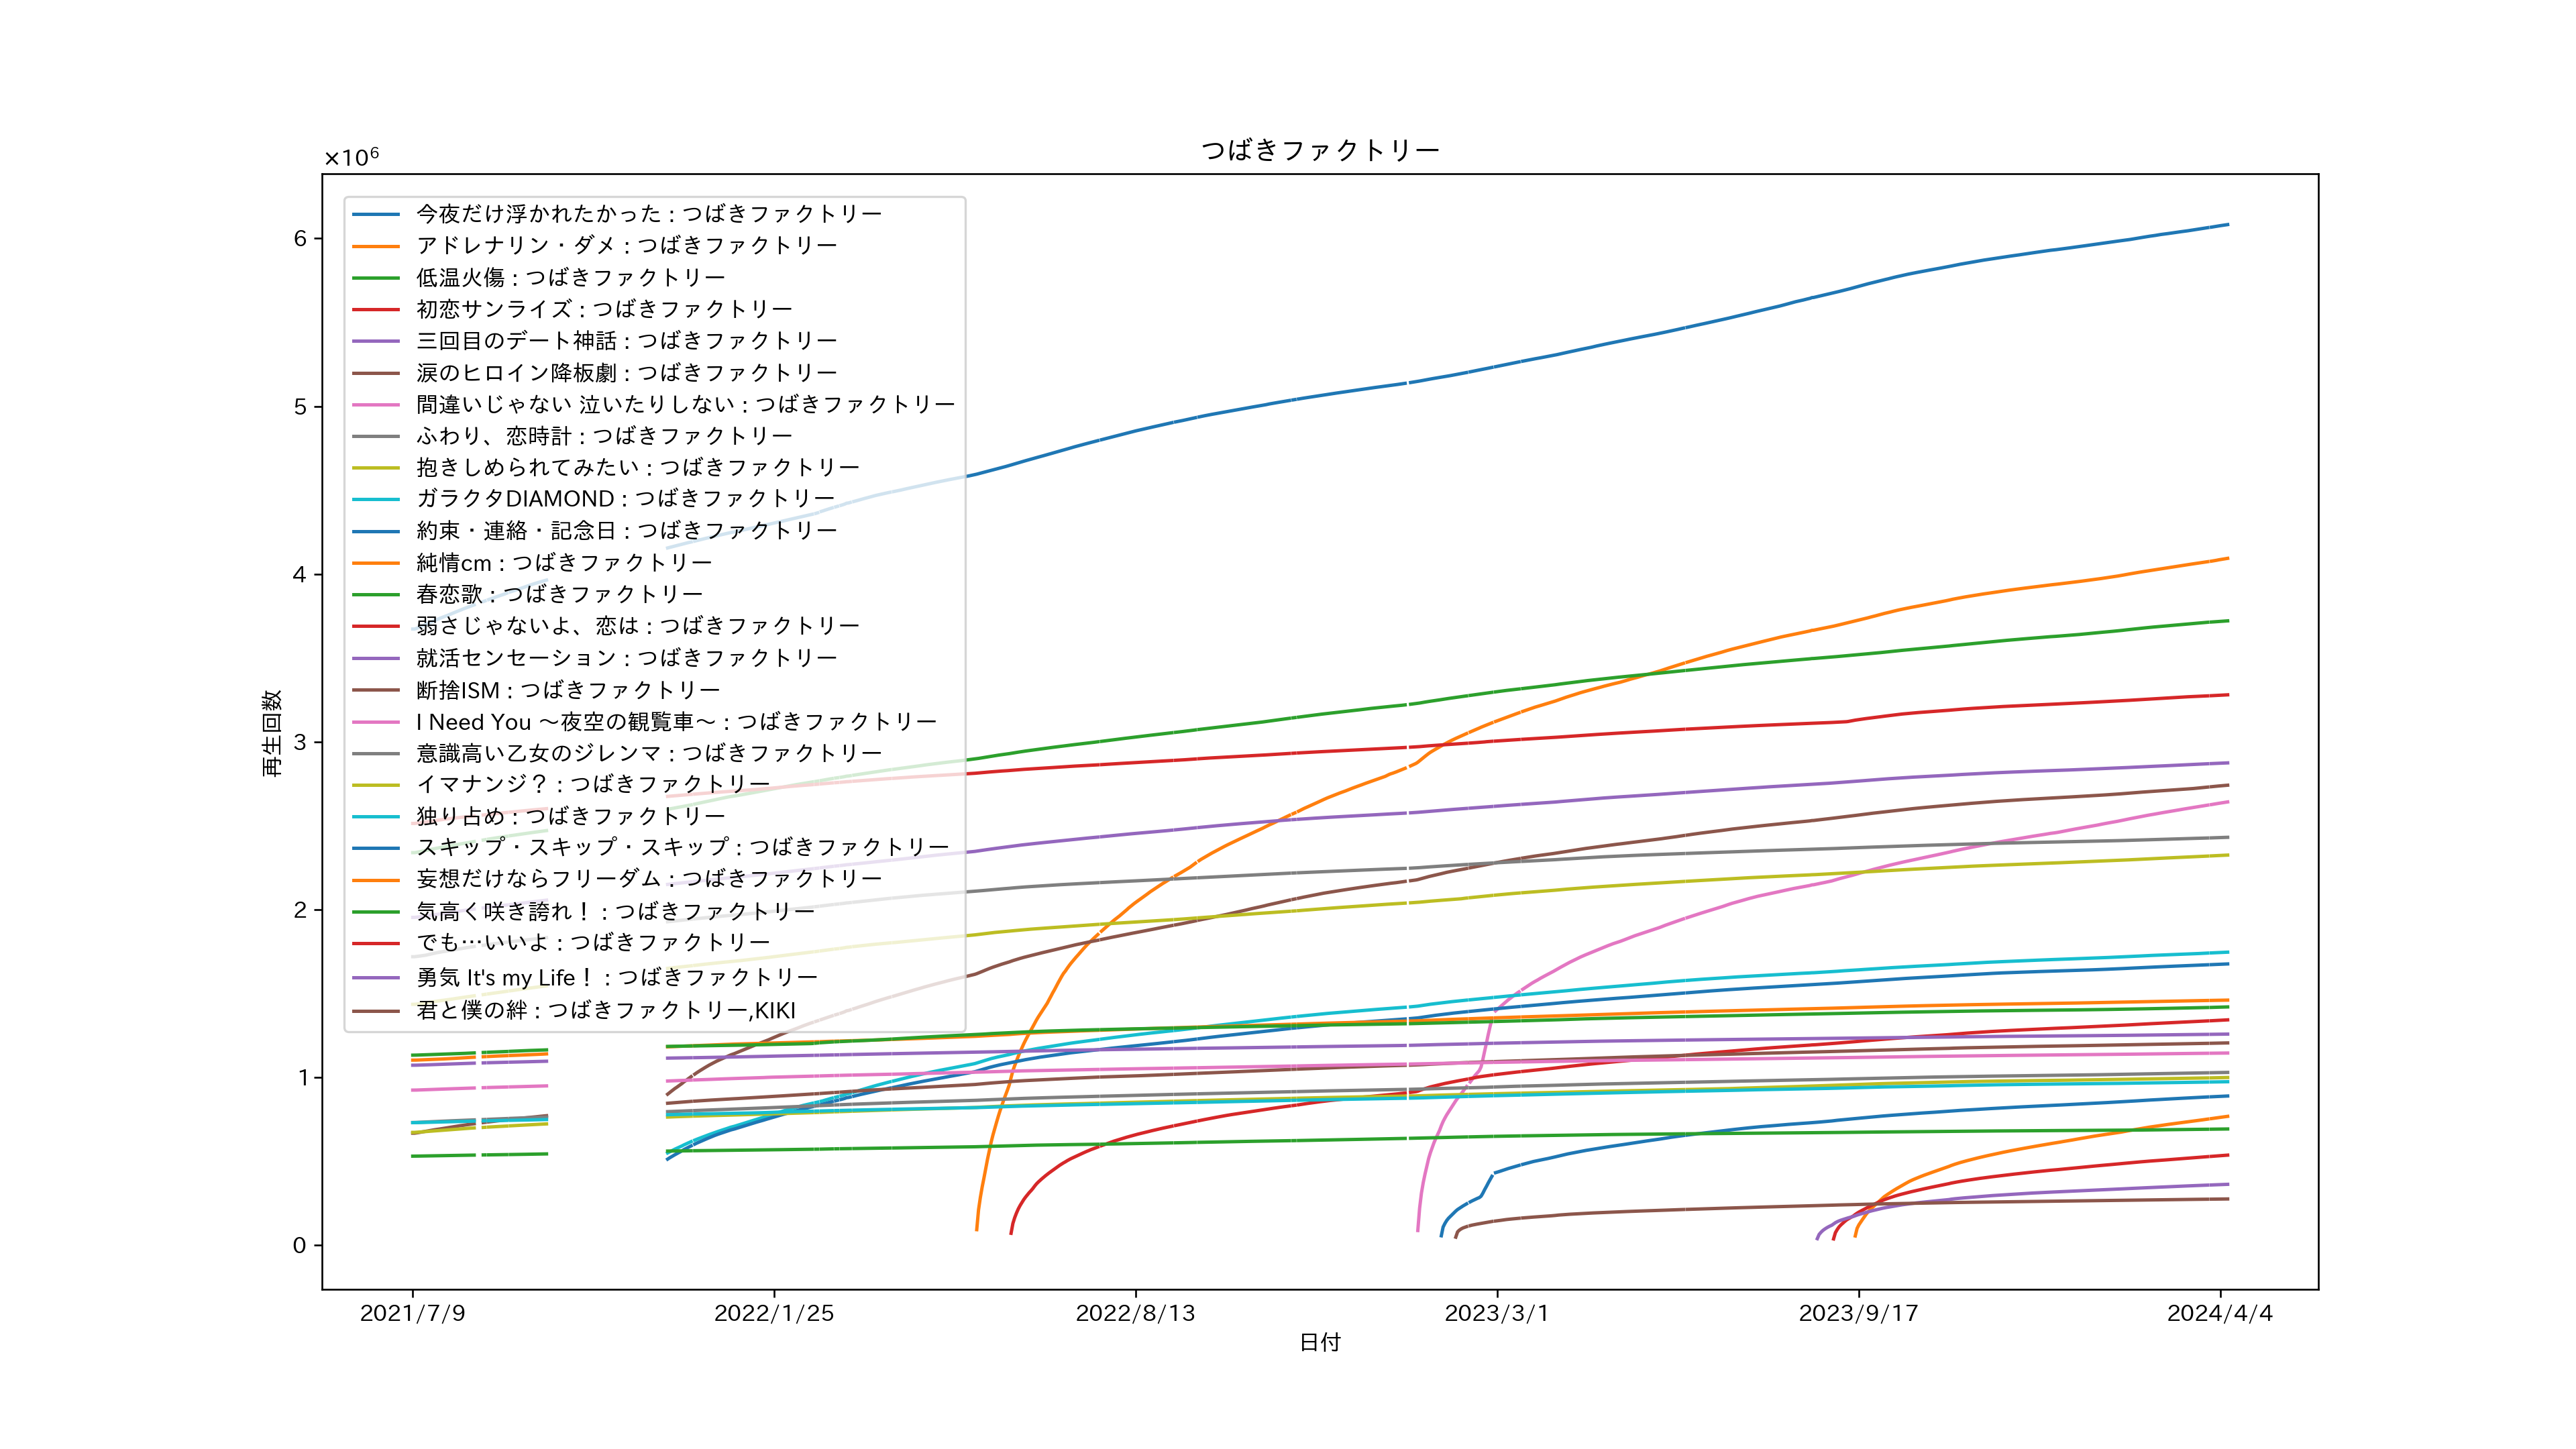 つばきファクトリー
×10⁶
今夜だけ浮かれたかった : つばきファクトリー
アドレナリン・ダメ : つばきファクトリー
低温火傷 : つばきファクトリー
初恋サンライズ : つばきファクトリー
三回目のデート神話 : つばきファクトリー
涙のヒロイン降板劇 : つばきファクトリー
間違いじゃない 泣いたりしない : つばきファクトリー
ふわり、恋時計 : つばきファクトリー
抱きしめられてみたい : つばきファクトリー
ガラクタDIAMOND : つばきファクトリー
約束・連絡・記念日 : つばきファクトリー
純情cm : つばきファクトリー
春恋歌 : つばきファクトリー
弱さじゃないよ、恋は : つばきファクトリー
就活センセーション : つばきファクトリー
断捨ISM : つばきファクトリー
I Need You 〜夜空の観覧車〜 : つばきファクトリー
意識高い乙女のジレンマ : つばきファクトリー
イマナンジ？ : つばきファクトリー
独り占め : つばきファクトリー
スキップ・スキップ・スキップ : つばきファクトリー
妄想だけならフリーダム : つばきファクトリー
気高く咲き誇れ！ : つばきファクトリー
でも…いいよ : つばきファクトリー
勇気 It's my Life！ : つばきファクトリー
君と僕の絆 : つばきファクトリー,KIKI
6
5
4
3
2
1
0
再生回数
2021/7/9 2022/1/25 2022/8/13 2023/3/1 2023/9/17 2024/4/4
日付